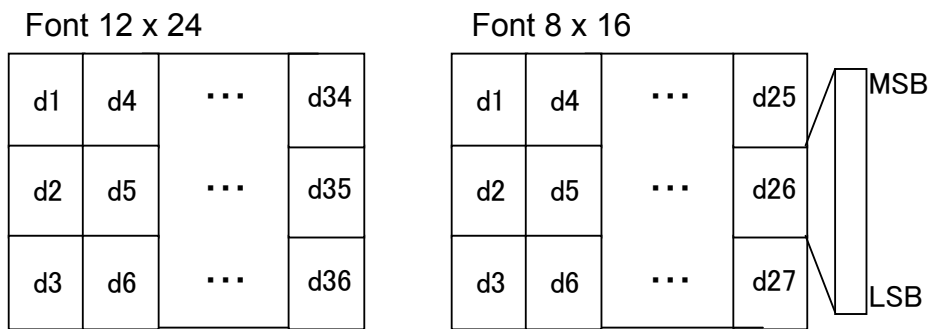 Font 12 x 24
d1 d4 ••• d34
d2 d5 ••• d35
d3 d6 ••• d36
Font 8 x 16
d1 d4 ••• d25 MSB
d2 d5 ••• d26
d3 d6 ••• d27 LSB